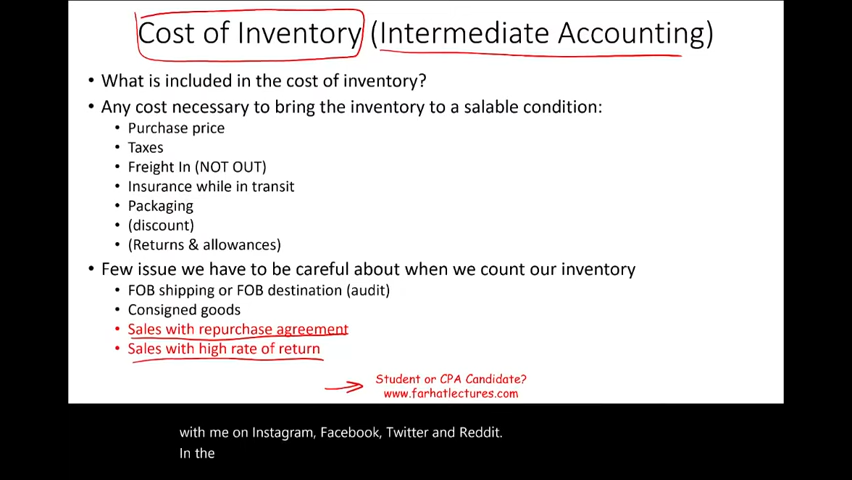 Cost of Inventory (Intermediate Accounting)
• What is included in the cost of inventory?
• Any cost necessary to bring the inventory to a salable condition:
• Purchase price
• Taxes
• Freight In (NOT OUT)
• Insurance while in transit
• Packaging
• (discount)
• (Returns & allowances)
• Few issue we have to be careful about when we count our inventory
• FOB shipping or FOB destination (audit)
• Consigned goods
• Sales with repurchase agreement
• Sales with high rate of return
Student or CPA Candidate?
www.farhatlectures.com
with me on Instagram, Facebook, Twitter and Reddit.
In the